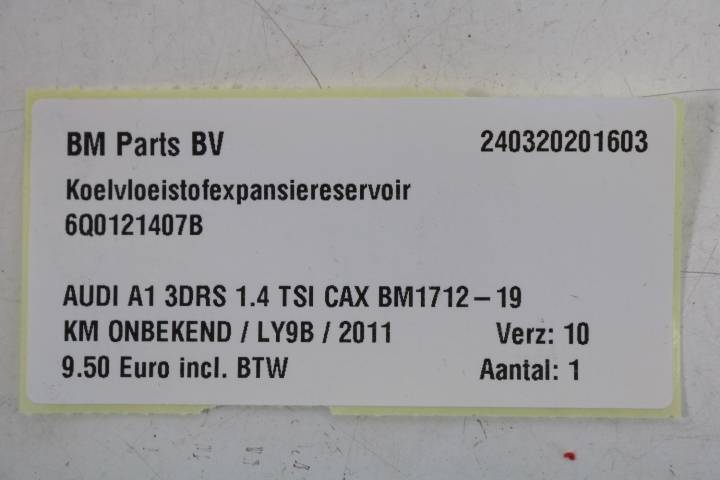 BM Parts BV 240320201603
Koelvloeistofexpansiereservoir
6Q0121407B
AUDI A1 3DRS 1.4 TSI CAX BM1712-19
KM ONBEKEND / LY9B / 2011 Verz: 10
9.50 Euro incl. BTW Aantal: 1